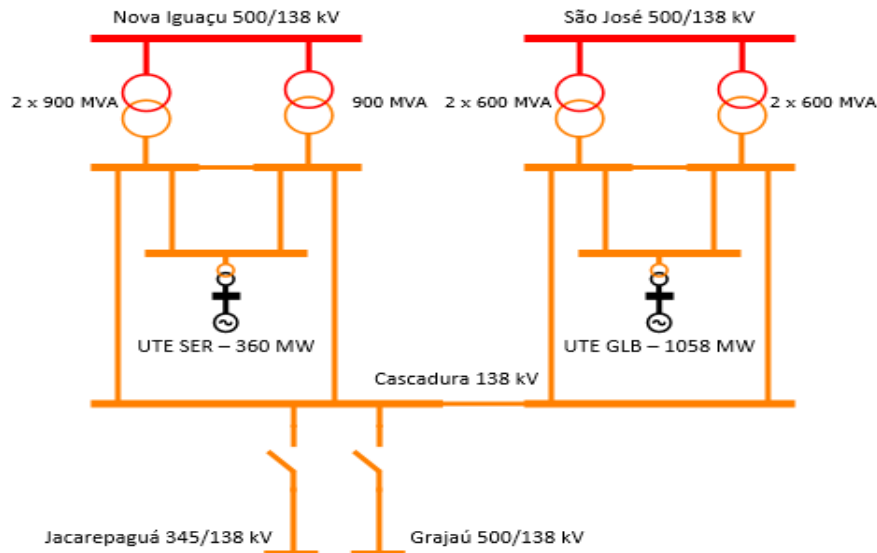 Nova Iguaçu 500/138 kV
São José 500/138 kV
2 x 900 MVA
900 MVA
2 x 600 MVA
2 x 600 MVA
UTE SER – 360 MW
UTE GLB – 1058 MW
Cascadura 138 kV
Jacarepaguá 345/138 kV
Grajaú 500/138 kV